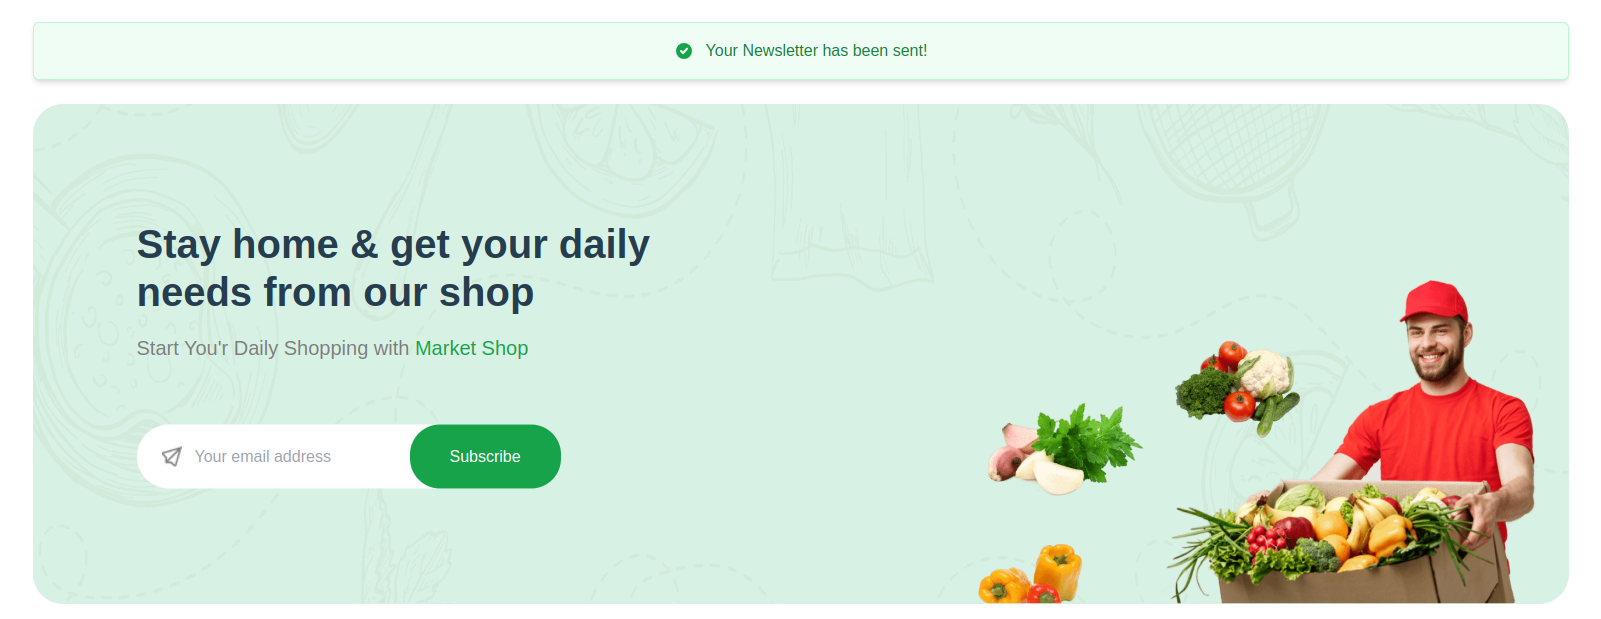 Your Newsletter has been sent!
Stay home & get your daily
needs from our shop
Start You'r Daily Shopping with Market Shop
Your email address
Subscribe